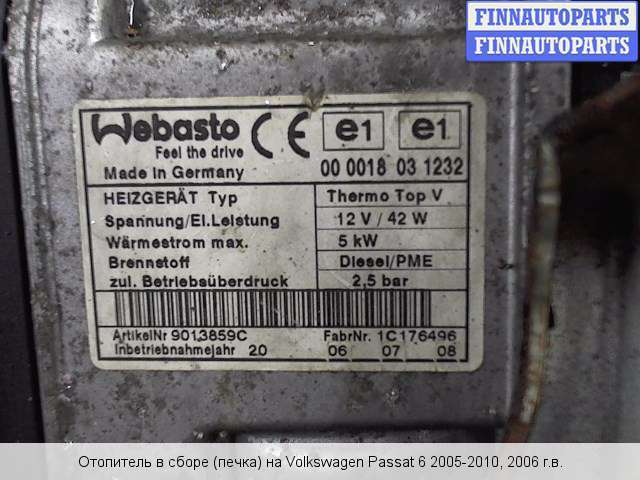 FINNAUTOPARTS
FINNAUTOPARTS
Webasto
Feel the drive
CE e1 e1
Made in Germany 00 0018 03 1232
HEIZGERÄT Typ Thermo Top V
Spannung/El.Leistung 12 V / 42 W
Wärmestrom max. 5 kW
Brennstoff Diesel/PME
zul. Betriebsüberdruck 2,5 bar
ArtikelNr 9013859C FabrNr. 1C176496
Inbetriebnahmejahr 20 06 07 08
Отопитель в сборе (печка) на Volkswagen Passat 6 2005-2010, 2006 г.в.